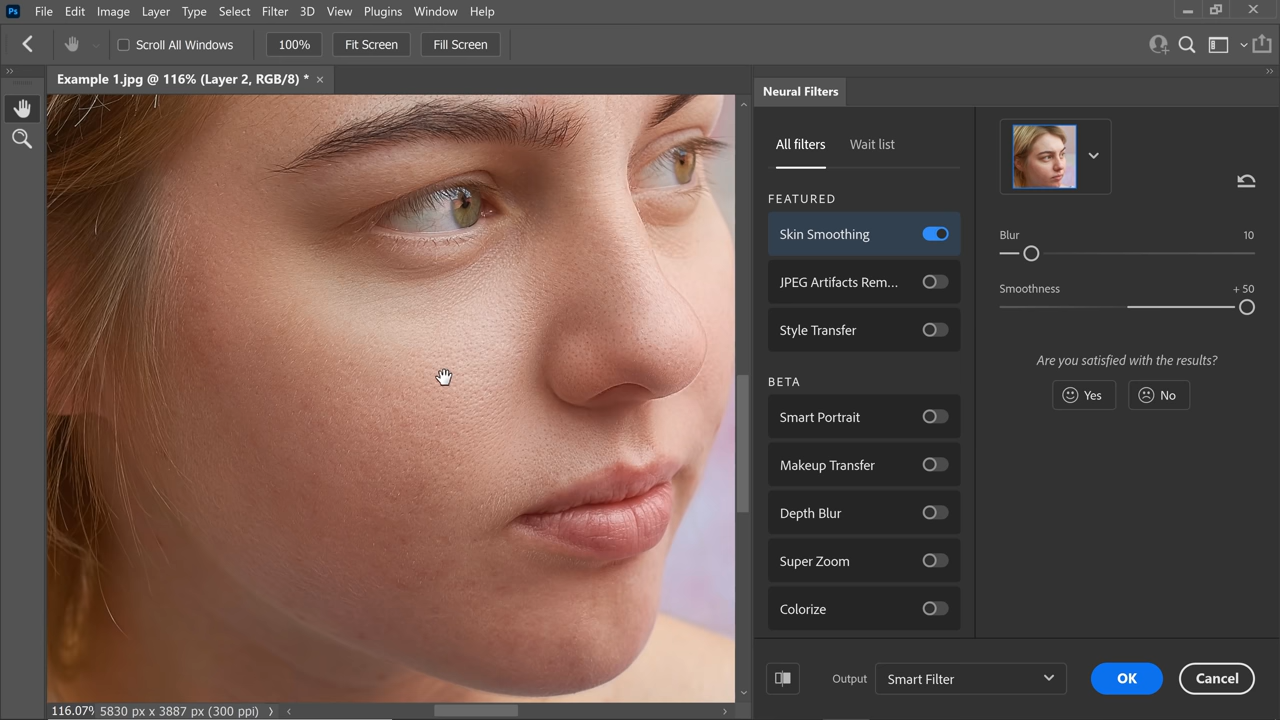 Ps File Edit Image Layer Type Select Filter 3D View Plugins Window Help
Scroll All Windows 100% Fit Screen Fill Screen
Example 1.jpg @ 116% (Layer 2, RGB/8) * ×
Neural Filters
All filters Wait list
FEATURED
Skin Smoothing
JPEG Artifacts Rem...
Style Transfer
BETA
Smart Portrait
Makeup Transfer
Depth Blur
Super Zoom
Colorize
Blur 10
Smoothness + 50
Are you satisfied with the results?
Yes No
Output Smart Filter OK Cancel
116.07% 5830 px x 3887 px (300 ppi)